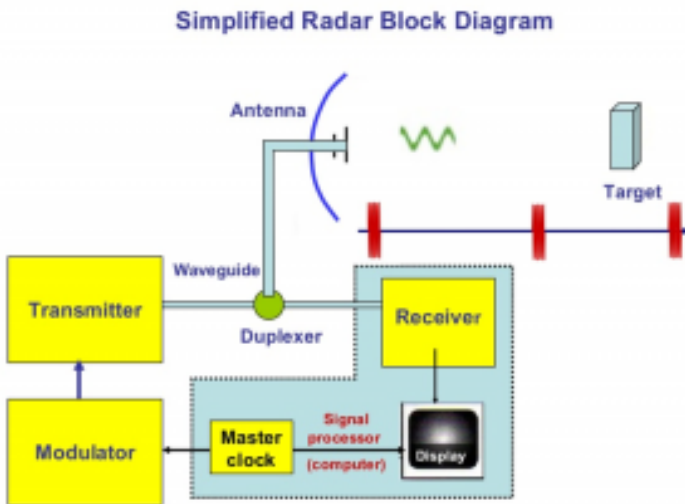 Simplified Radar Block Diagram
Antenna
Target
Waveguide
Transmitter
Duplexer
Receiver
Modulator
Master
clock
Signal
processor
(computer)
Display